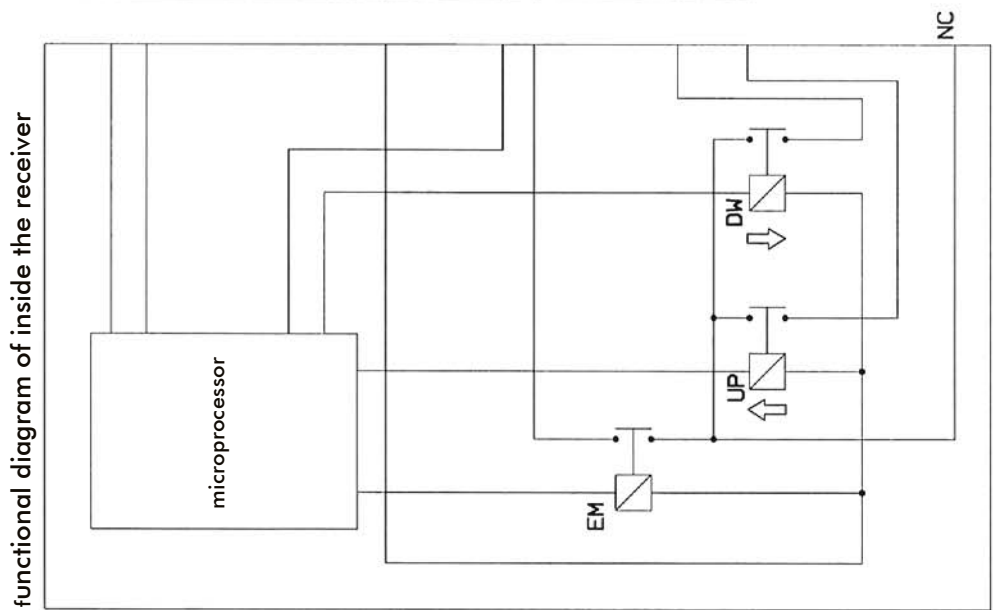 functional diagram of inside the receiver
microprocessor
EM
UP
DW
NC